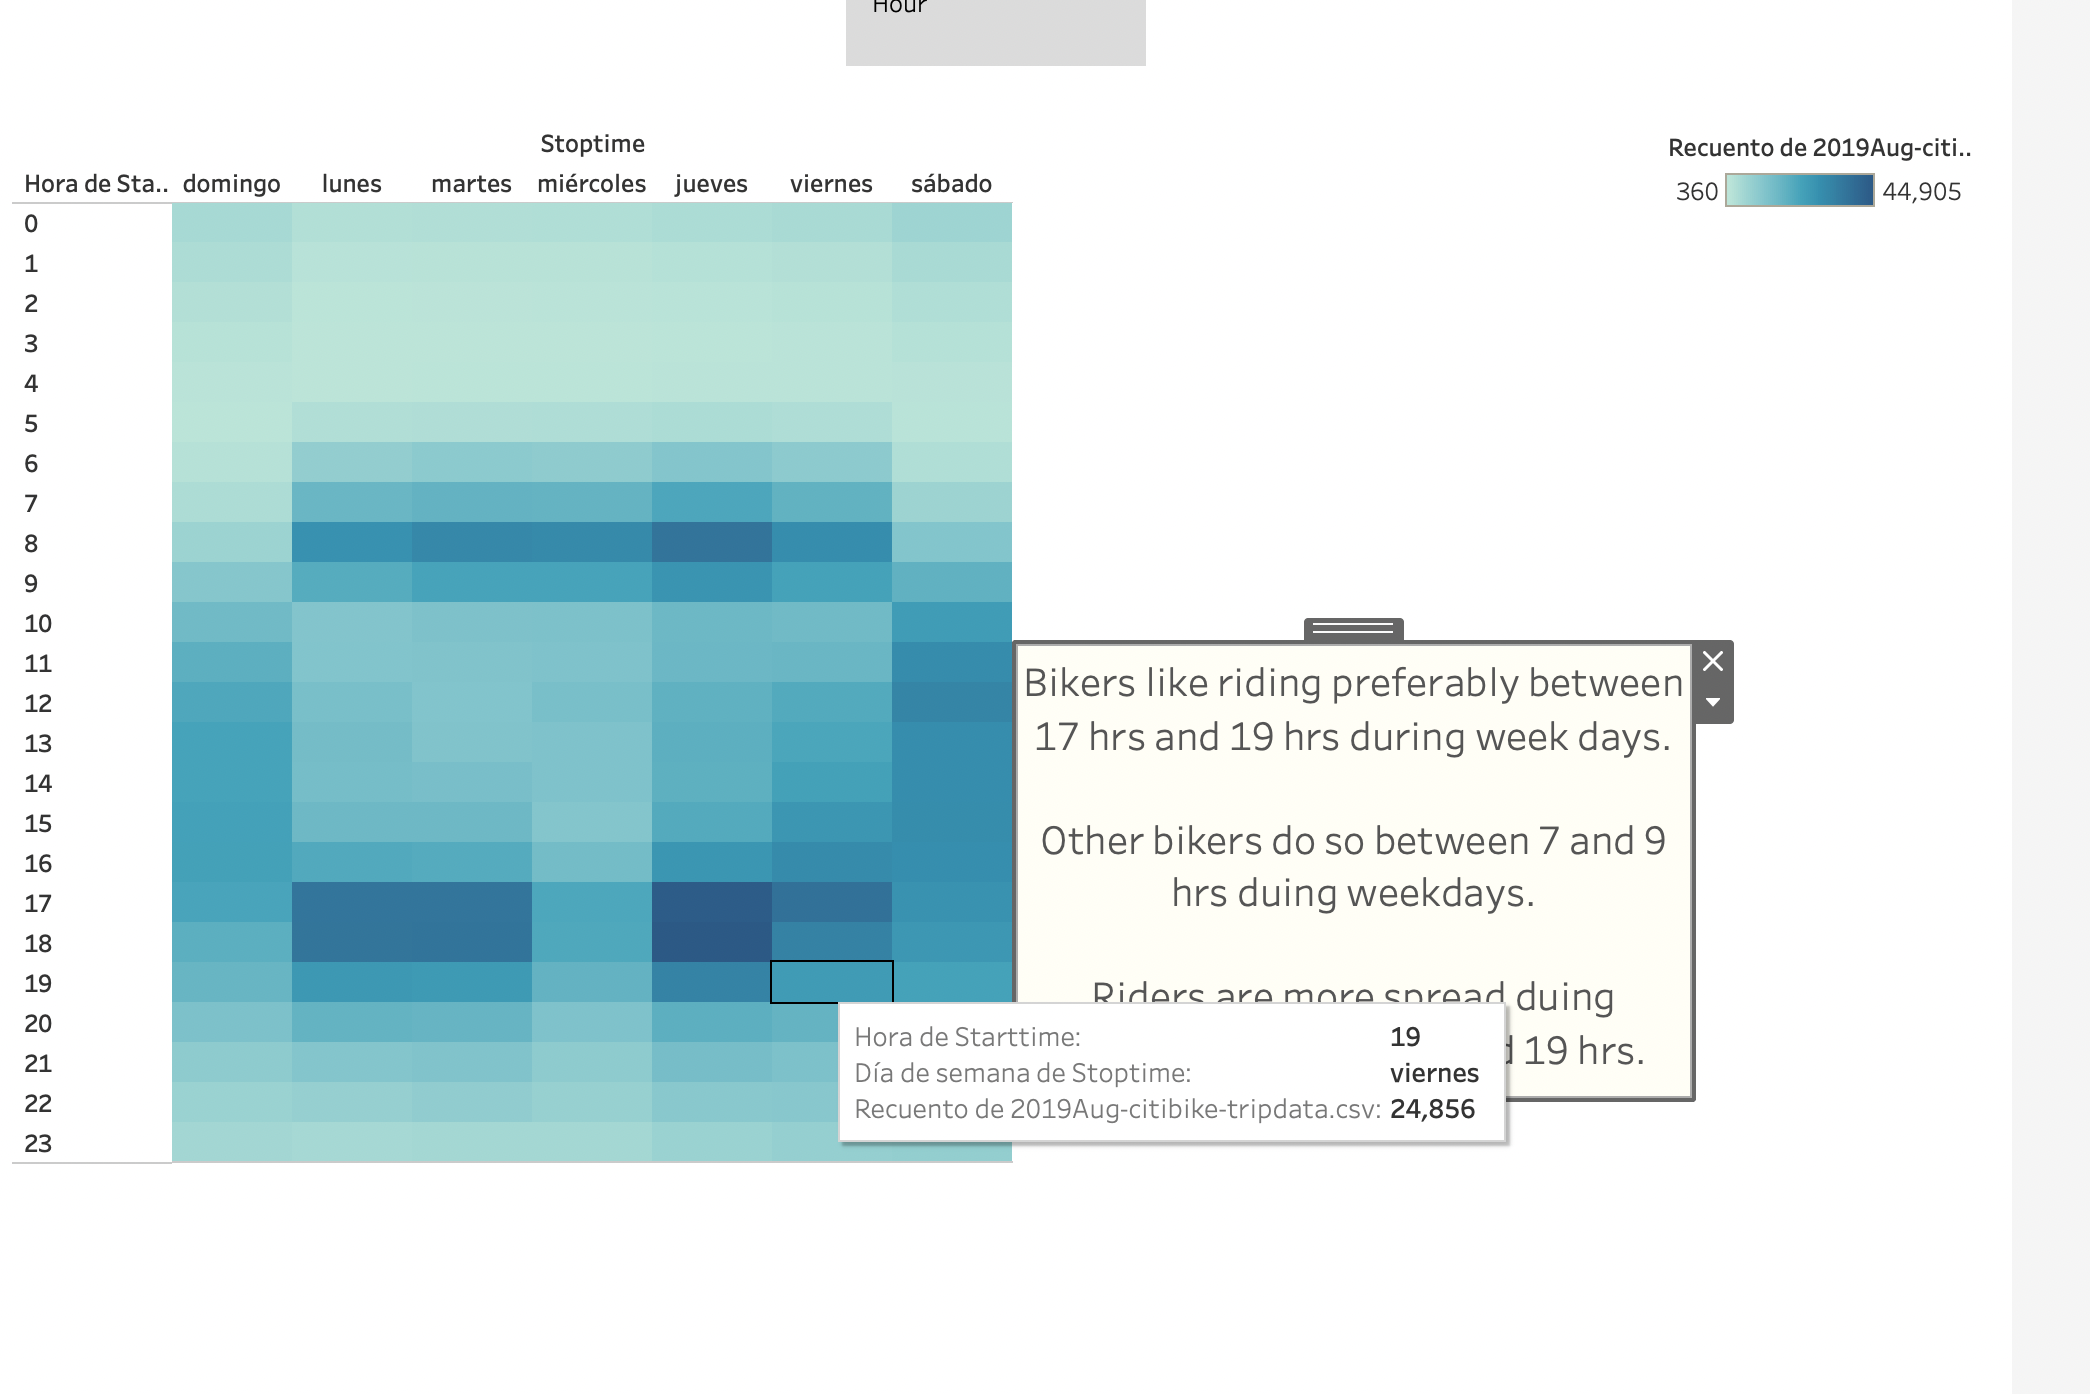 Hour
Stoptime
Recuento de 2019Aug-citi..
Hora de Sta.. domingo lunes martes miércoles jueves viernes sábado
360 44,905
0
1
2
3
4
5
6
7
8
9
10
11
12
13
14
15
16
17
18
19
20
21
22
23
Bikers like riding preferably between
17 hrs and 19 hrs during week days.
Other bikers do so between 7 and 9
hrs duing weekdays.
Riders are more spread duing
19 hrs.
Hora de Starttime: 19
Día de semana de Stoptime: viernes
Recuento de 2019Aug-citibike-tripdata.csv: 24,856